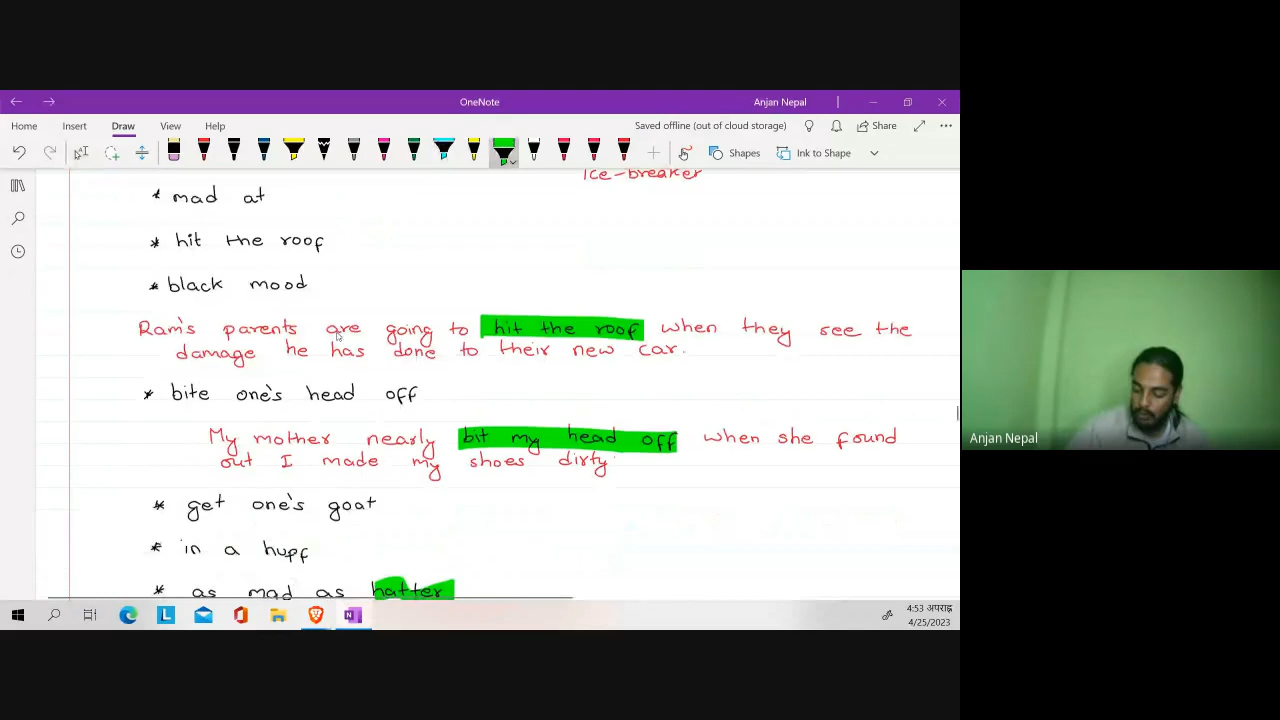 OneNote
Anjan Nepal
Home Insert Draw View Help
Saved offline (out of cloud storage)
Share
Shapes
Ink to Shape
Ice-breaker
* mad at
* hit the roof
* black mood
Ram's parents are going to hit the roof when they see the
damage he has done to their new car.
* bite one's head off
My mother nearly bit my head off when she found
out I made my shoes dirty.
* get one's goat
* in a hupf
* as mad as hatter
Anjan Nepal
4:53 अपराह्न
4/25/2023